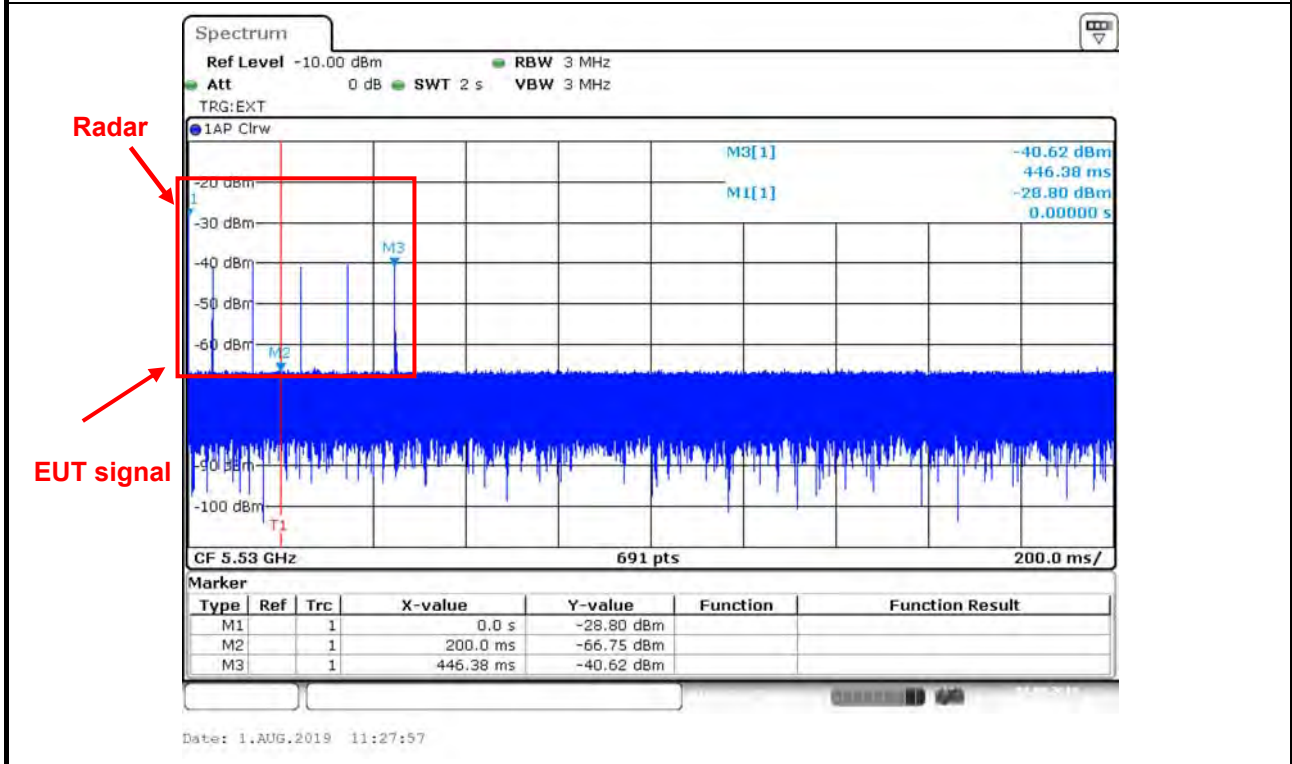 Spectrum
Ref Level -10.00 dBm RBW 3 MHz
Att 0 dB SWT 2 s VBW 3 MHz
TRG:EXT
1AP Clrw
Radar
M3[1] -40.62 dBm
446.38 ms
M1[1] -28.80 dBm
0.00000 s
-20 dBm
1
-30 dBm
M3
-40 dBm
-50 dBm
-60 dBm
M2
EUT signal
-90 dBm
-100 dBm
T1
CF 5.53 GHz 691 pts 200.0 ms/
Marker
Type Ref Trc X-value Y-value Function Function Result
M1 1 0.0 s -28.80 dBm
M2 1 200.0 ms -66.75 dBm
M3 1 446.38 ms -40.62 dBm
Date: 1.AUG.2019 11:27:57